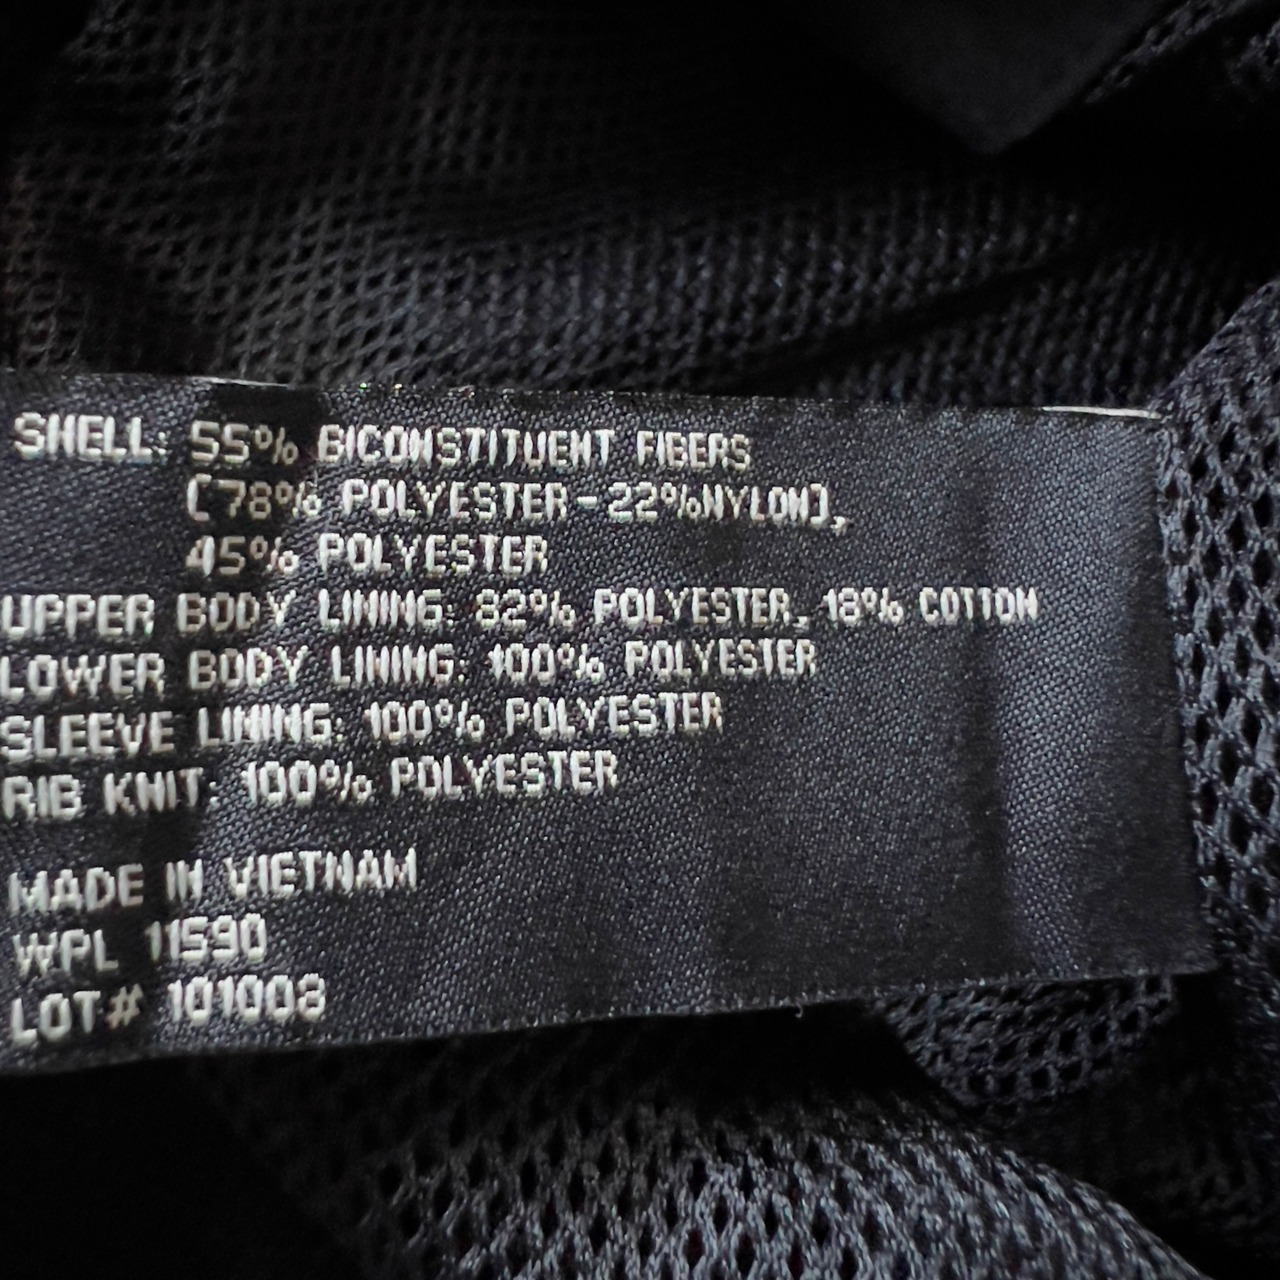 SHELL: 55% BICONSTITUENT FIBERS
(78% POLYESTER-22%NYLON),
45% POLYESTER
UPPER BODY LINING: 82% POLYESTER, 18% COTTON
LOWER BODY LINING: 100% POLYESTER
SLEEVE LINING: 100% POLYESTER
RIB KNIT: 100% POLYESTER
MADE IN VIETNAM
WPL 11590
LOT# 101008